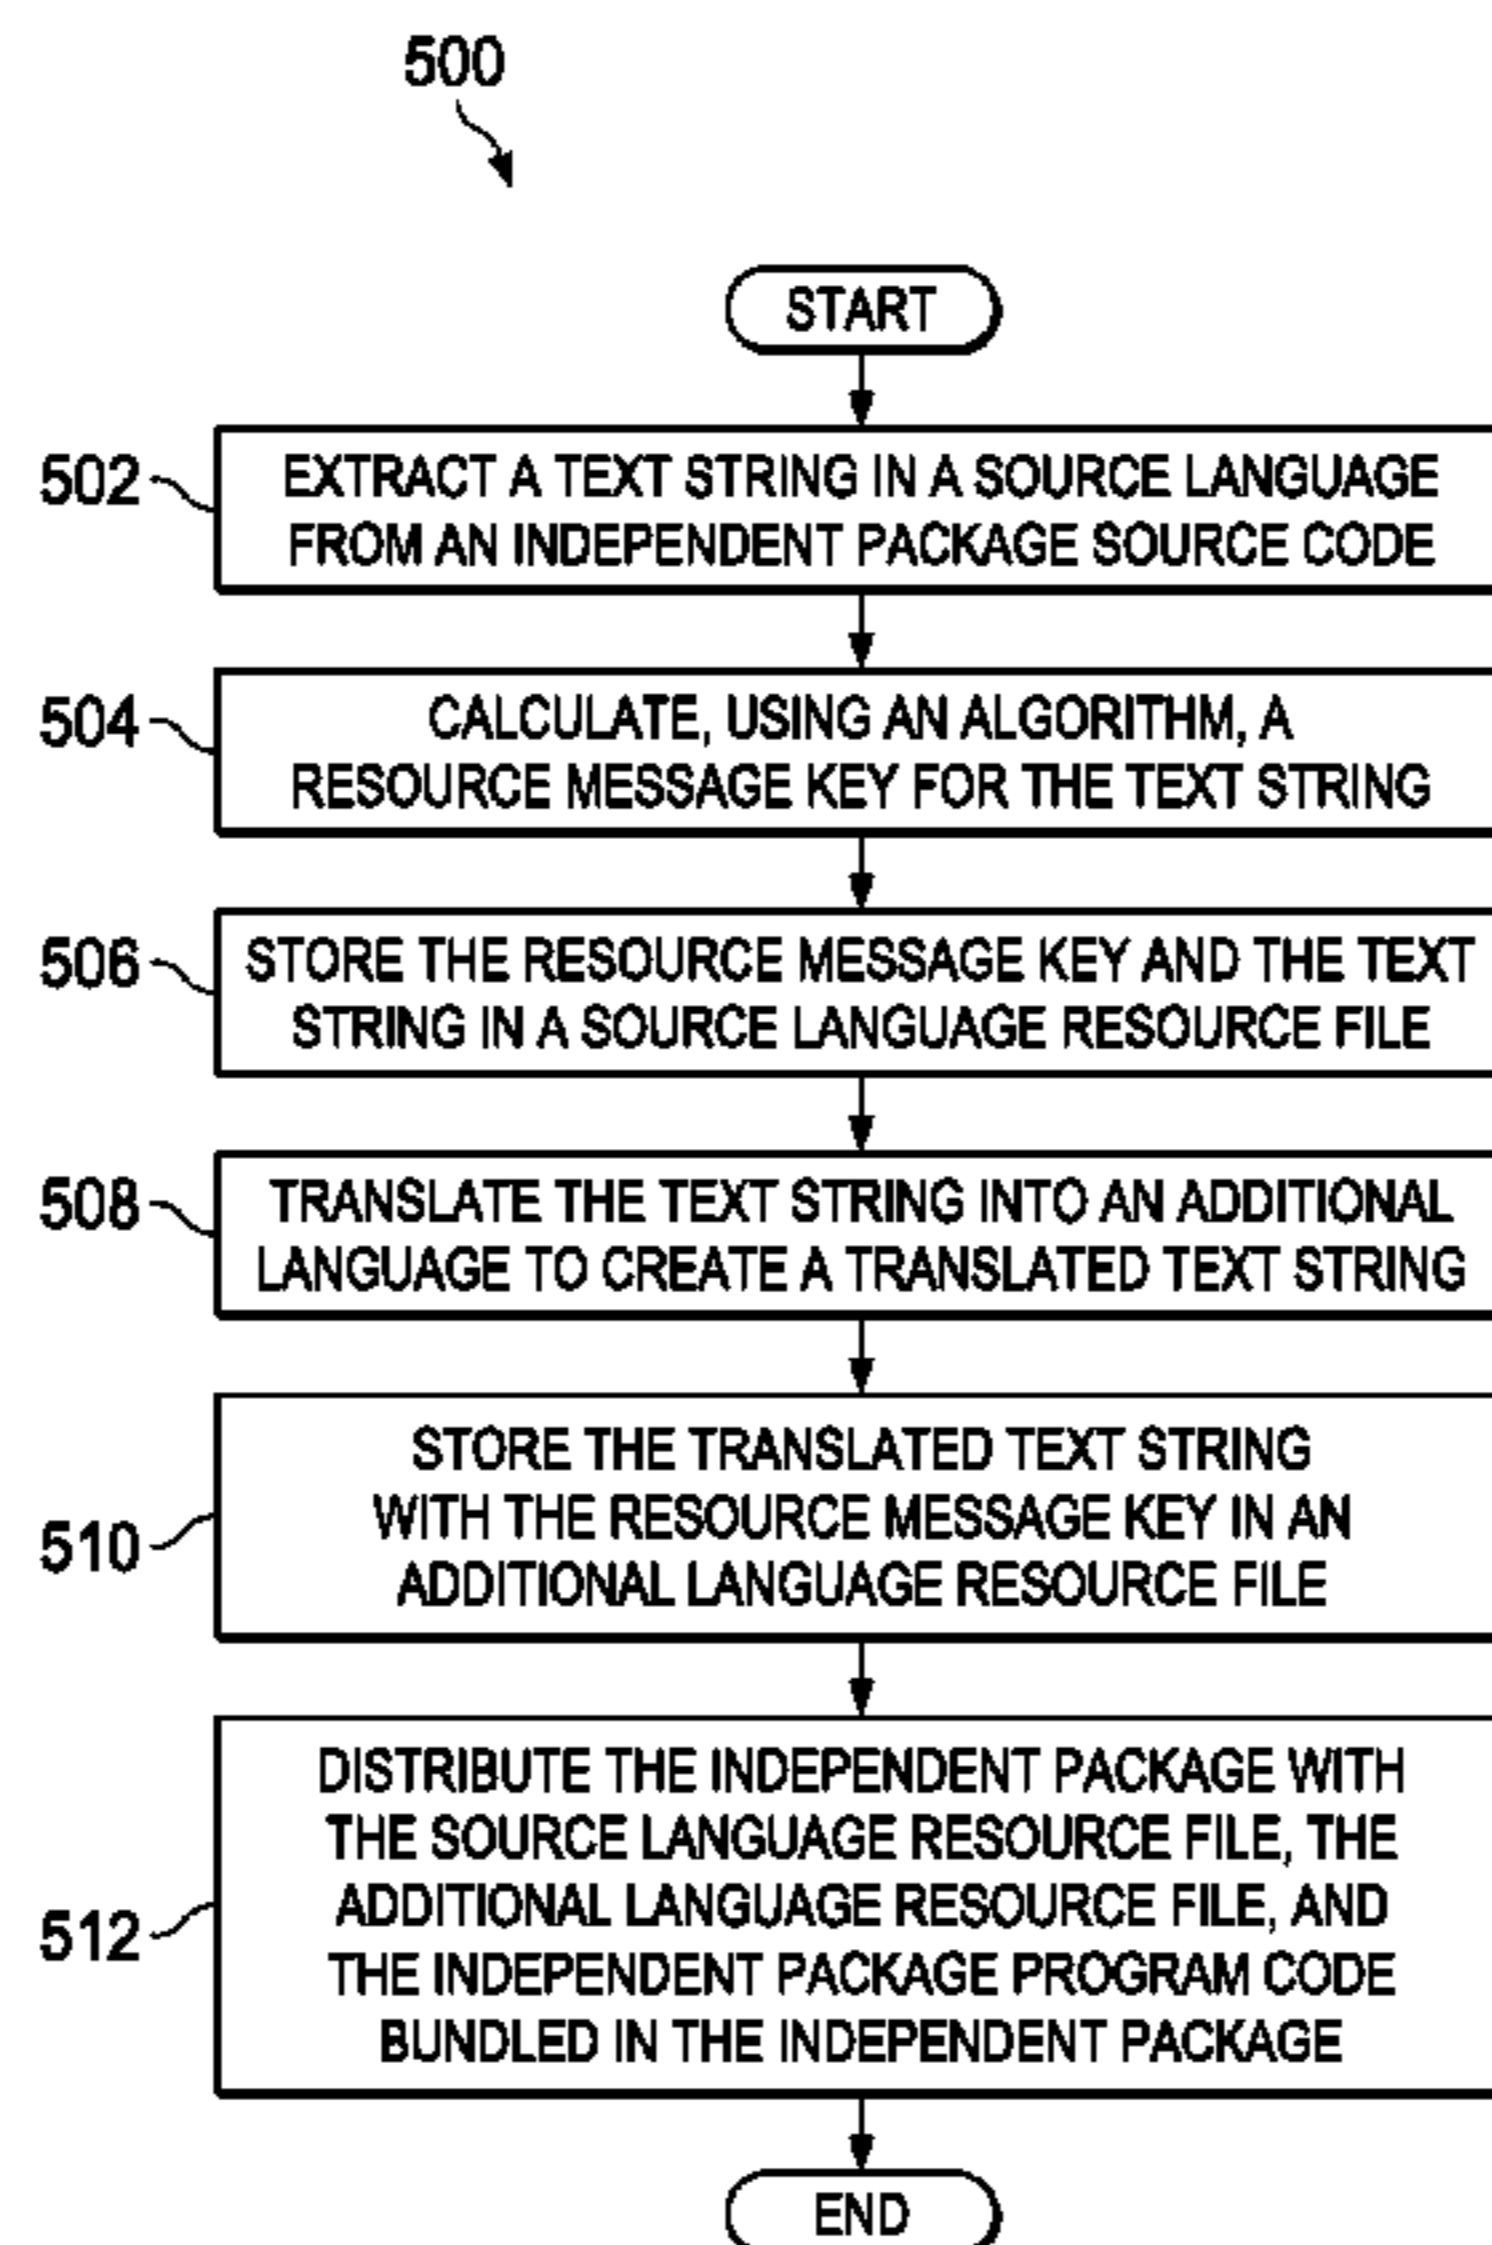 500
START
502
EXTRACT A TEXT STRING IN A SOURCE LANGUAGE
FROM AN INDEPENDENT PACKAGE SOURCE CODE
504
CALCULATE, USING AN ALGORITHM, A
RESOURCE MESSAGE KEY FOR THE TEXT STRING
506
STORE THE RESOURCE MESSAGE KEY AND THE TEXT
STRING IN A SOURCE LANGUAGE RESOURCE FILE
508
TRANSLATE THE TEXT STRING INTO AN ADDITIONAL
LANGUAGE TO CREATE A TRANSLATED TEXT STRING
510
STORE THE TRANSLATED TEXT STRING
WITH THE RESOURCE MESSAGE KEY IN AN
ADDITIONAL LANGUAGE RESOURCE FILE
512
DISTRIBUTE THE INDEPENDENT PACKAGE WITH
THE SOURCE LANGUAGE RESOURCE FILE, THE
ADDITIONAL LANGUAGE RESOURCE FILE, AND
THE INDEPENDENT PACKAGE PROGRAM CODE
BUNDLED IN THE INDEPENDENT PACKAGE
END